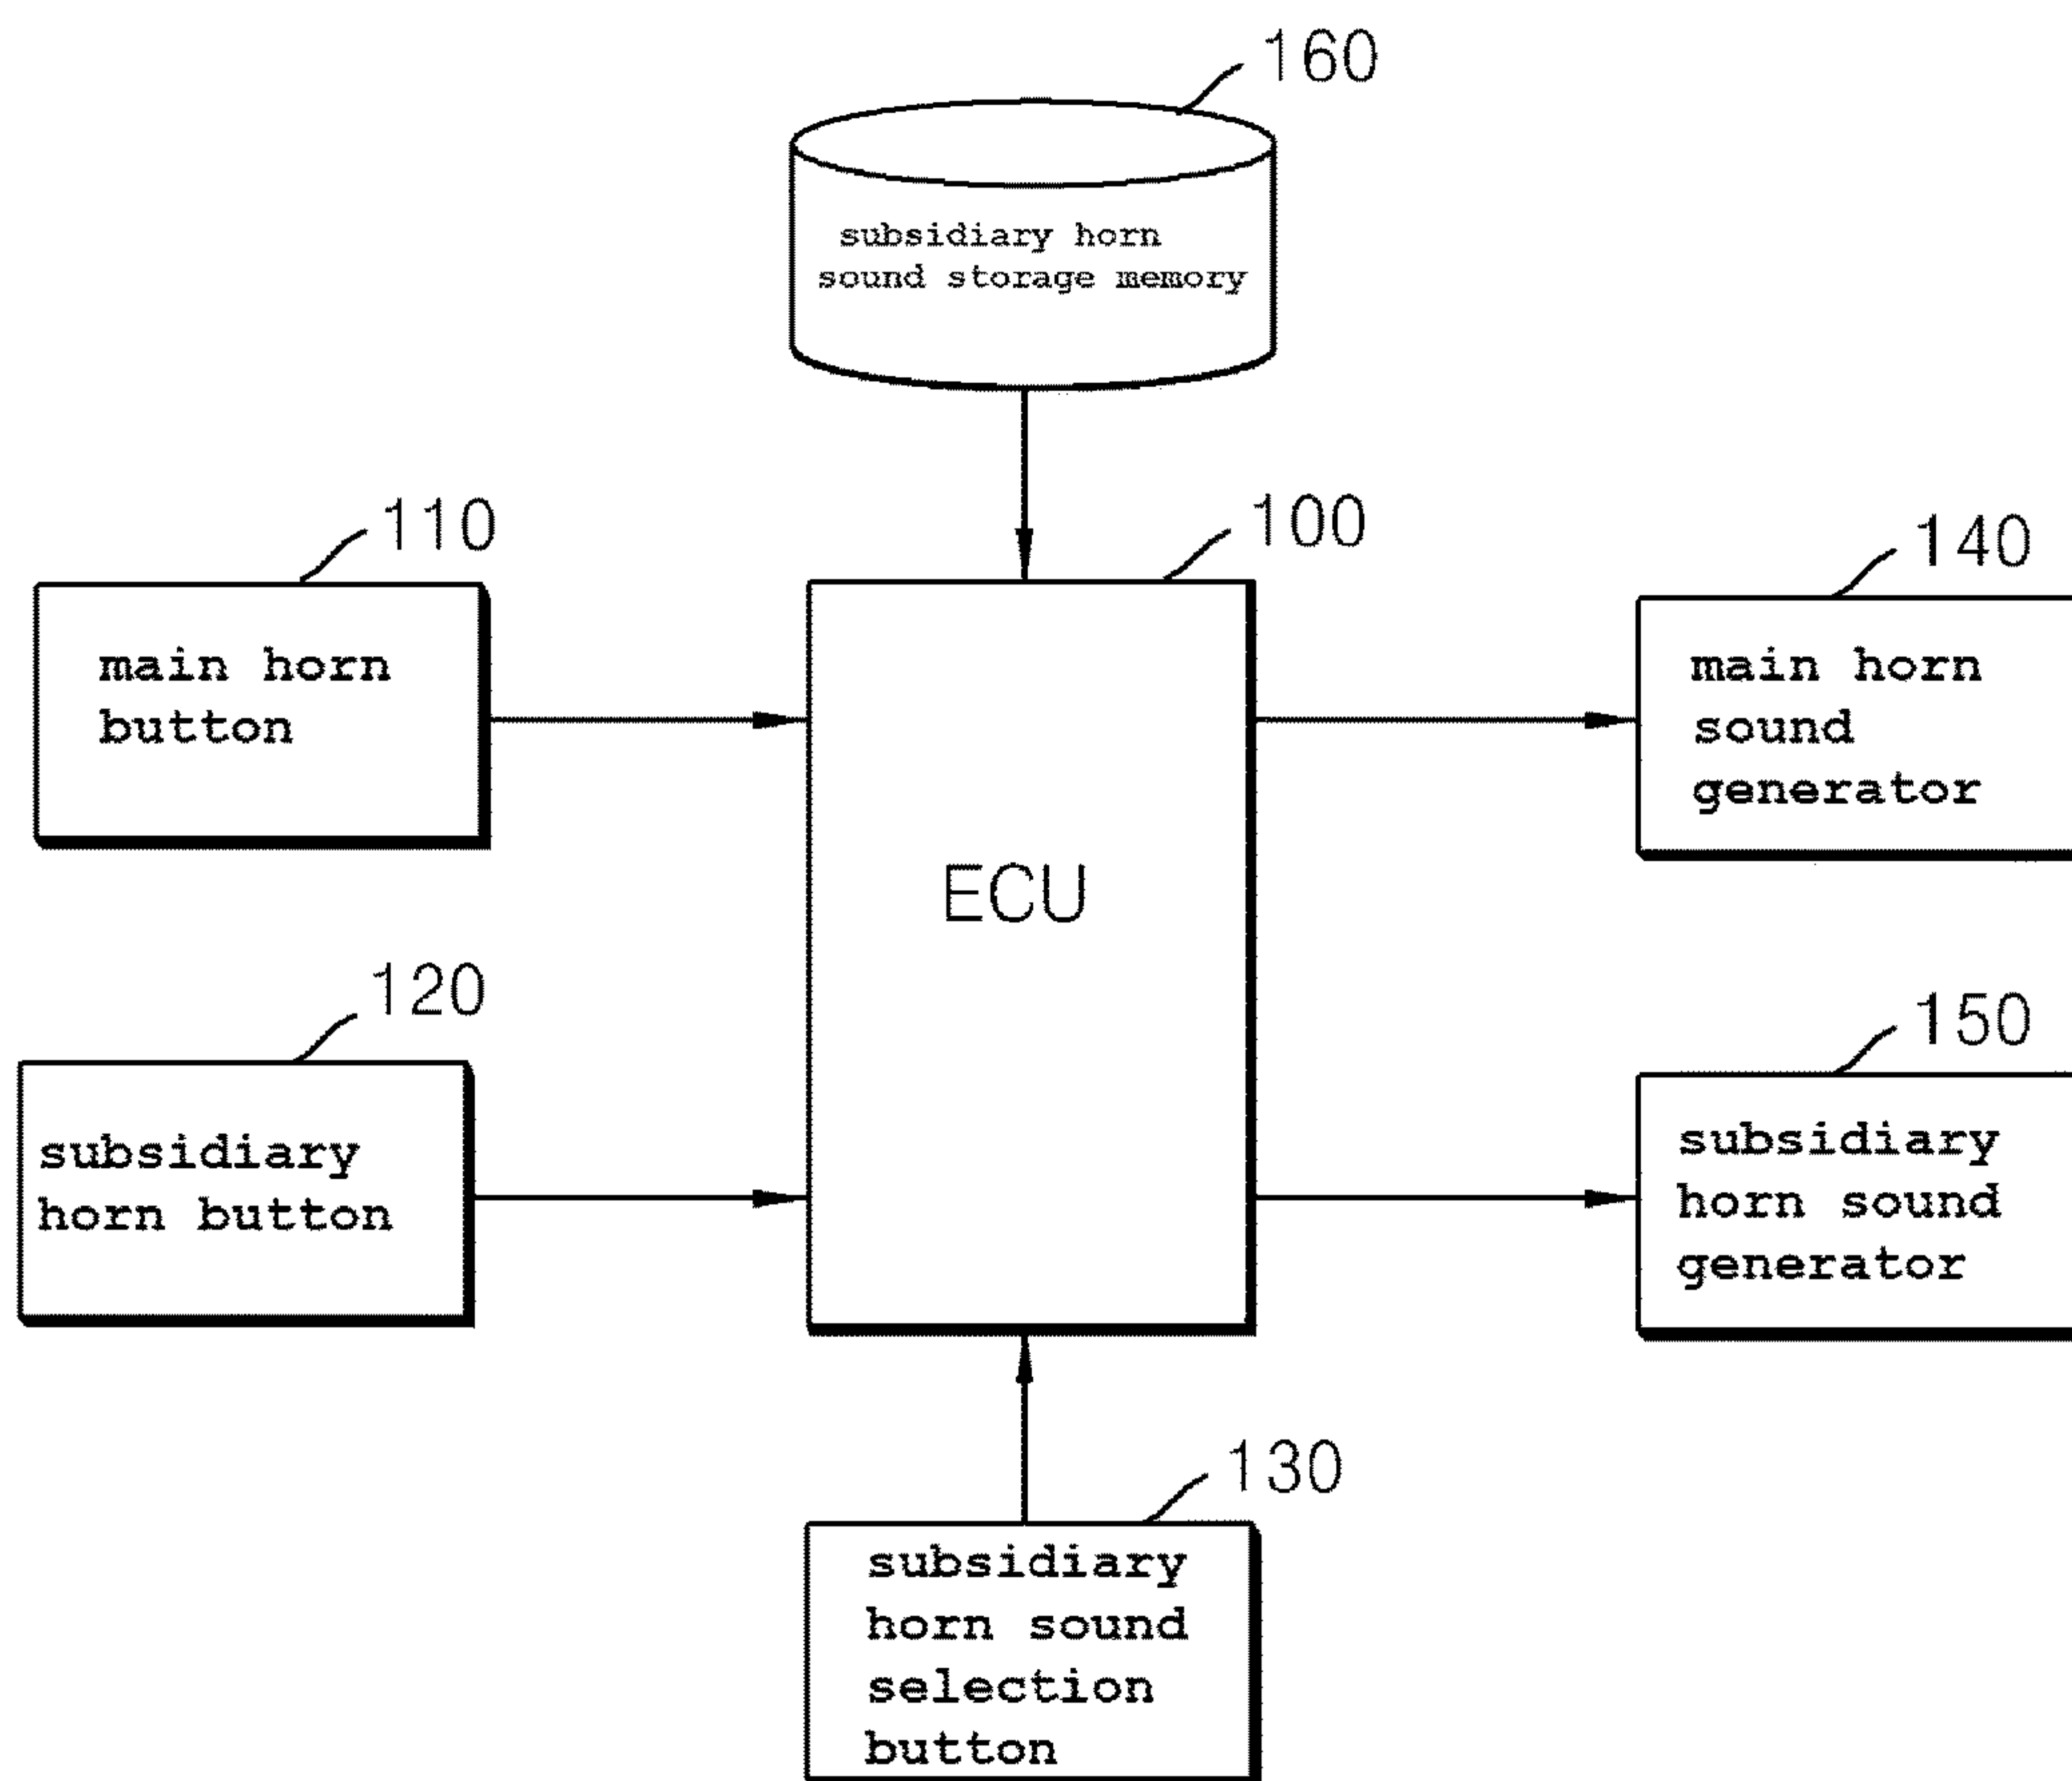 160
subsidiary horn
sound storage memory
110
100
140
main horn
button
main horn
sound
generator
ECU
120
150
subsidiary
horn button
subsidiary
horn sound
generator
130
subsidiary
horn sound
selection
button